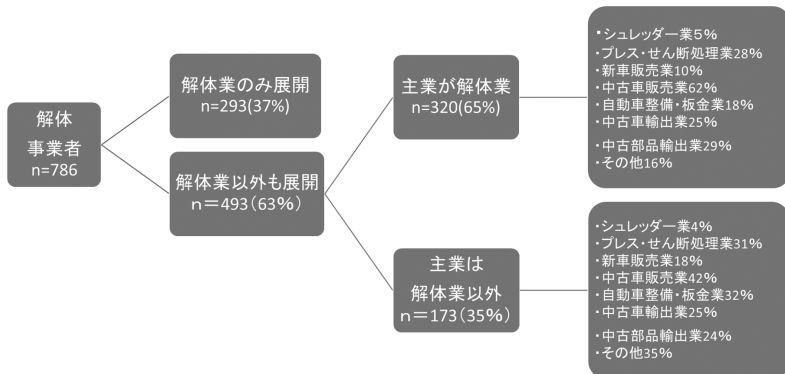 解体
事業者
n=786
解体業のみ展開
n=293(37%)
解体業以外も展開
n＝493（63%）
主業が解体業
n=320(65%)
主業は
解体業以外
n＝173（35%）
・シュレッダー業５%
・プレス・せん断処理業28%
・新車販売業10%
・中古車販売業62%
・自動車整備・板金業18%
・中古車輸出業25%
・中古部品輸出業29%
・その他16%
・シュレッダー業4%
・プレス・せん断処理業31%
・新車販売業18%
・中古車販売業42%
・自動車整備・板金業32%
・中古車輸出業25%
・中古部品輸出業24%
・その他35%